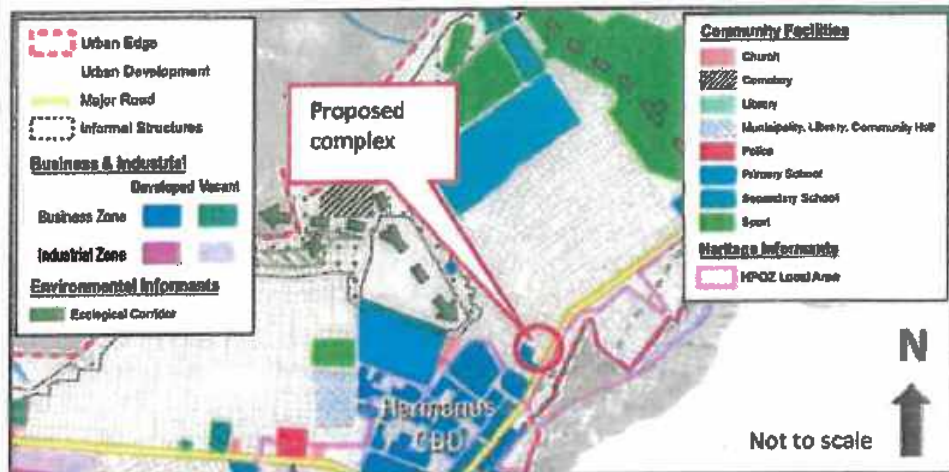 Urban Edge
Urban Development
Major Road
Informal Structures
Business & Industrial
Developed Vacant
Business Zone
Industrial Zone
Environmental Informants
Ecological Corridor
Proposed
complex
Hermanus
CBD
Community Facilities
Church
Cemetery
Library
Municipality, Library, Community Hall
Police
Primary School
Secondary School
Sport
Heritage Informants
HPOZ Local Area
N
Not to scale